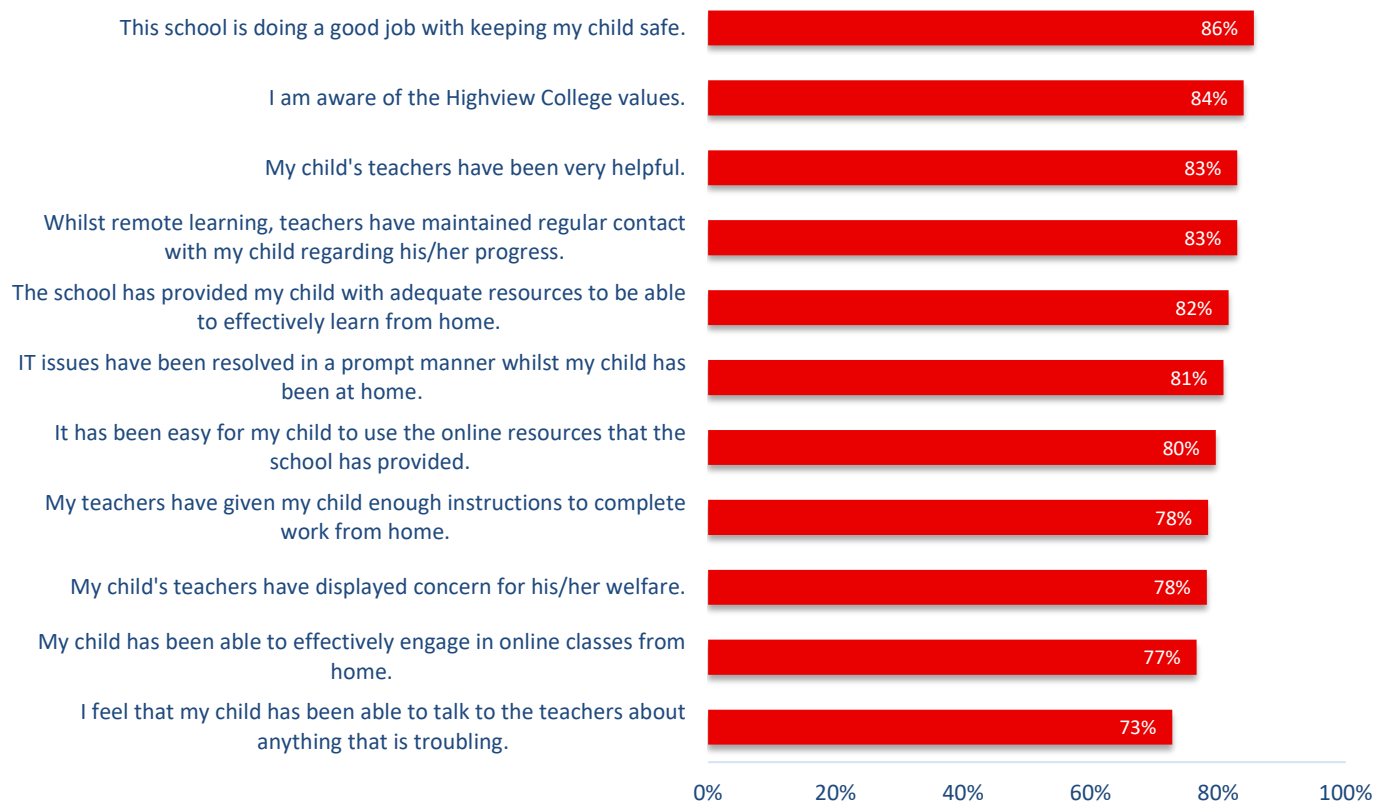 This school is doing a good job with keeping my child safe.
86%
I am aware of the Highview College values.
84%
My child's teachers have been very helpful.
83%
Whilst remote learning, teachers have maintained regular contact
with my child regarding his/her progress.
83%
The school has provided my child with adequate resources to be able
to effectively learn from home.
82%
IT issues have been resolved in a prompt manner whilst my child has
been at home.
81%
It has been easy for my child to use the online resources that the
school has provided.
80%
My teachers have given my child enough instructions to complete
work from home.
78%
My child's teachers have displayed concern for his/her welfare.
78%
My child has been able to effectively engage in online classes from
home.
77%
I feel that my child has been able to talk to the teachers about
anything that is troubling.
73%
0% 20% 40% 60% 80% 100%